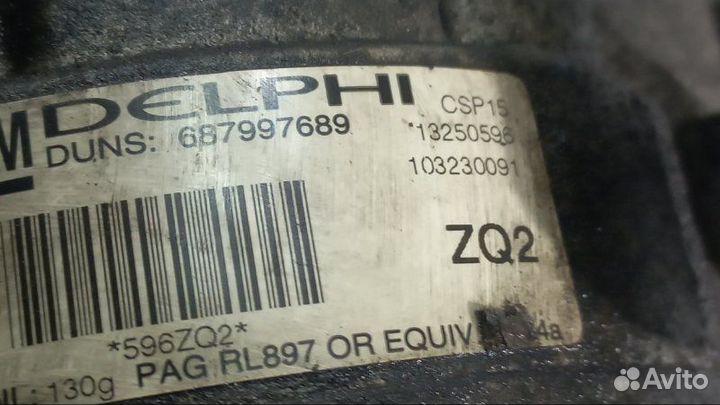 DELPHI
CSP15
DUNS: 687997689
*13250596
103230091
ZQ2
*596ZQ2*
PAG RL897 OR EQUIV
: 130g
Avito